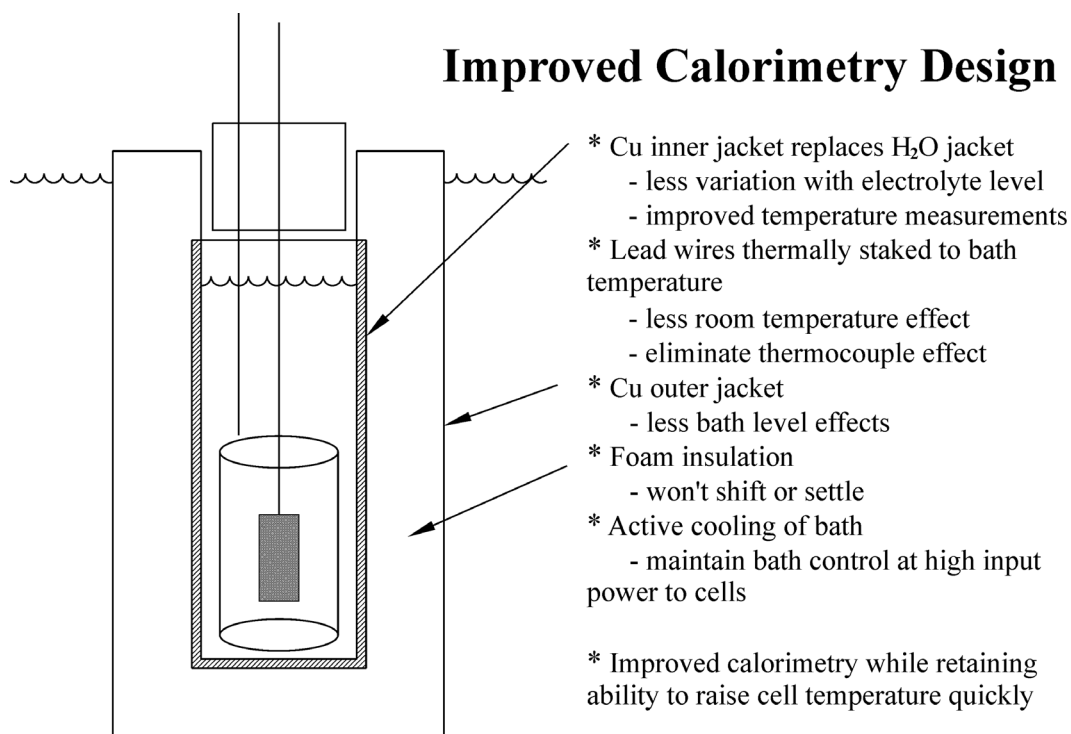 Improved Calorimetry Design
* Cu inner jacket replaces H₂O jacket
- less variation with electrolyte level
- improved temperature measurements
* Lead wires thermally staked to bath
temperature
- less room temperature effect
- eliminate thermocouple effect
* Cu outer jacket
- less bath level effects
* Foam insulation
- won't shift or settle
* Active cooling of bath
- maintain bath control at high input
power to cells
* Improved calorimetry while retaining
ability to raise cell temperature quickly